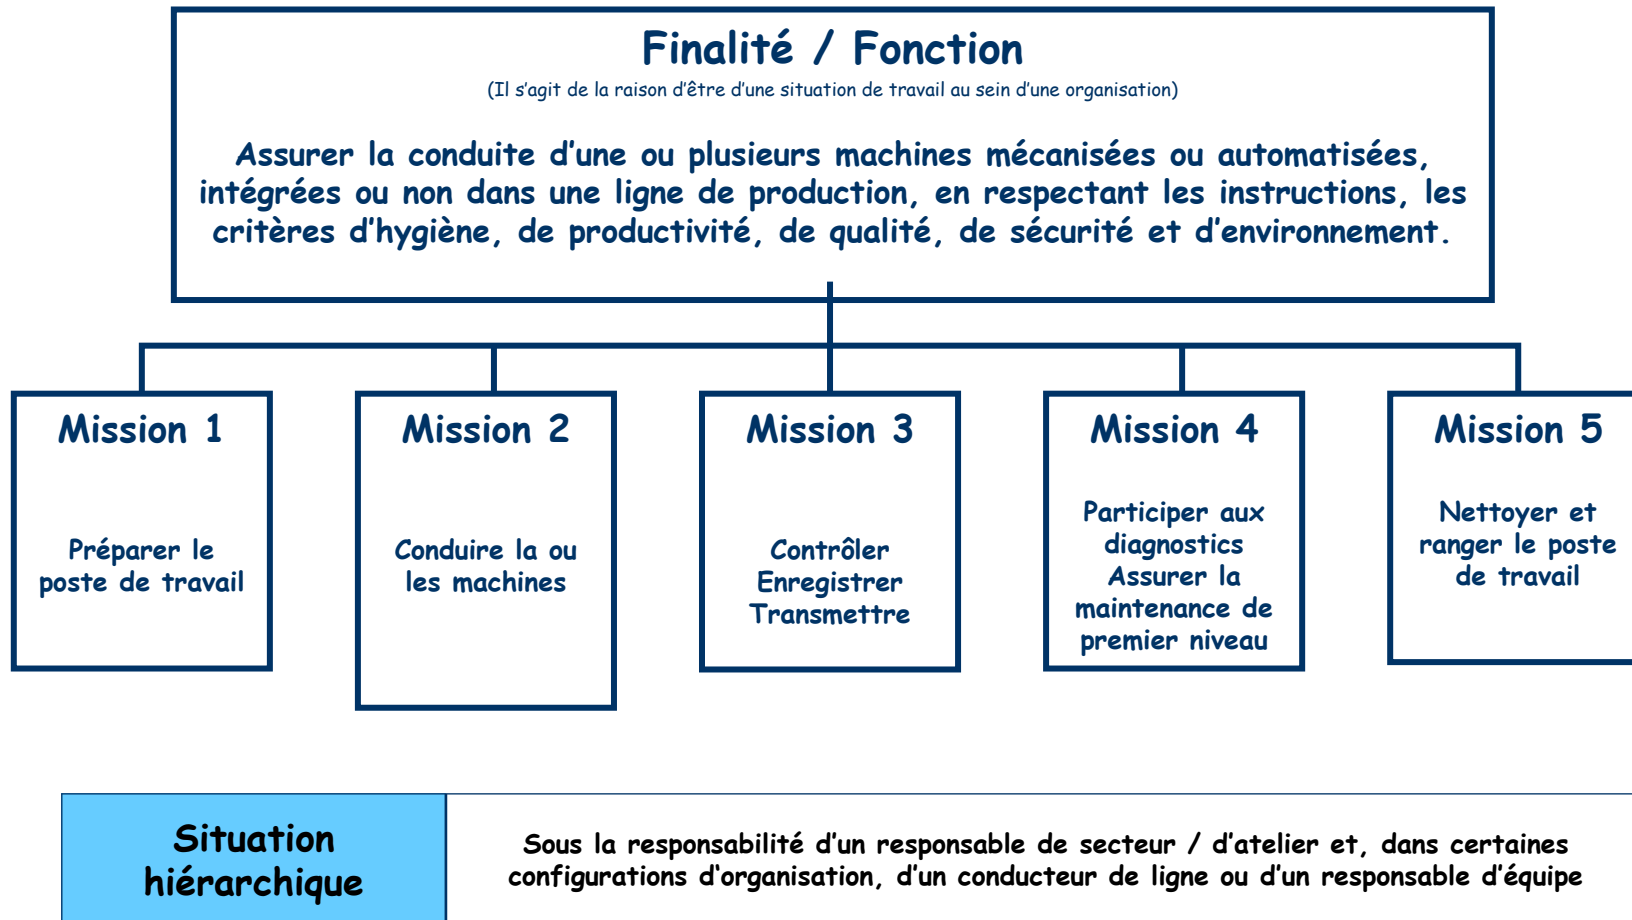 Finalité / Fonction
(Il s’agit de la raison d’être d’une situation de travail au sein d’une organisation)
Assurer la conduite d’une ou plusieurs machines mécanisées ou automatisées,
intégrées ou non dans une ligne de production, en respectant les instructions, les
critères d’hygiène, de productivité, de qualité, de sécurité et d’environnement.
Mission 1
Préparer le
poste de travail
Mission 2
Conduire la ou
les machines
Mission 3
Contrôler
Enregistrer
Transmettre
Mission 4
Participer aux
diagnostics
Assurer la
maintenance de
premier niveau
Mission 5
Nettoyer et
ranger le poste
de travail
Situation
hiérarchique
Sous la responsabilité d’un responsable de secteur / d’atelier et, dans certaines
configurations d‘organisation, d’un conducteur de ligne ou d’un responsable d’équipe